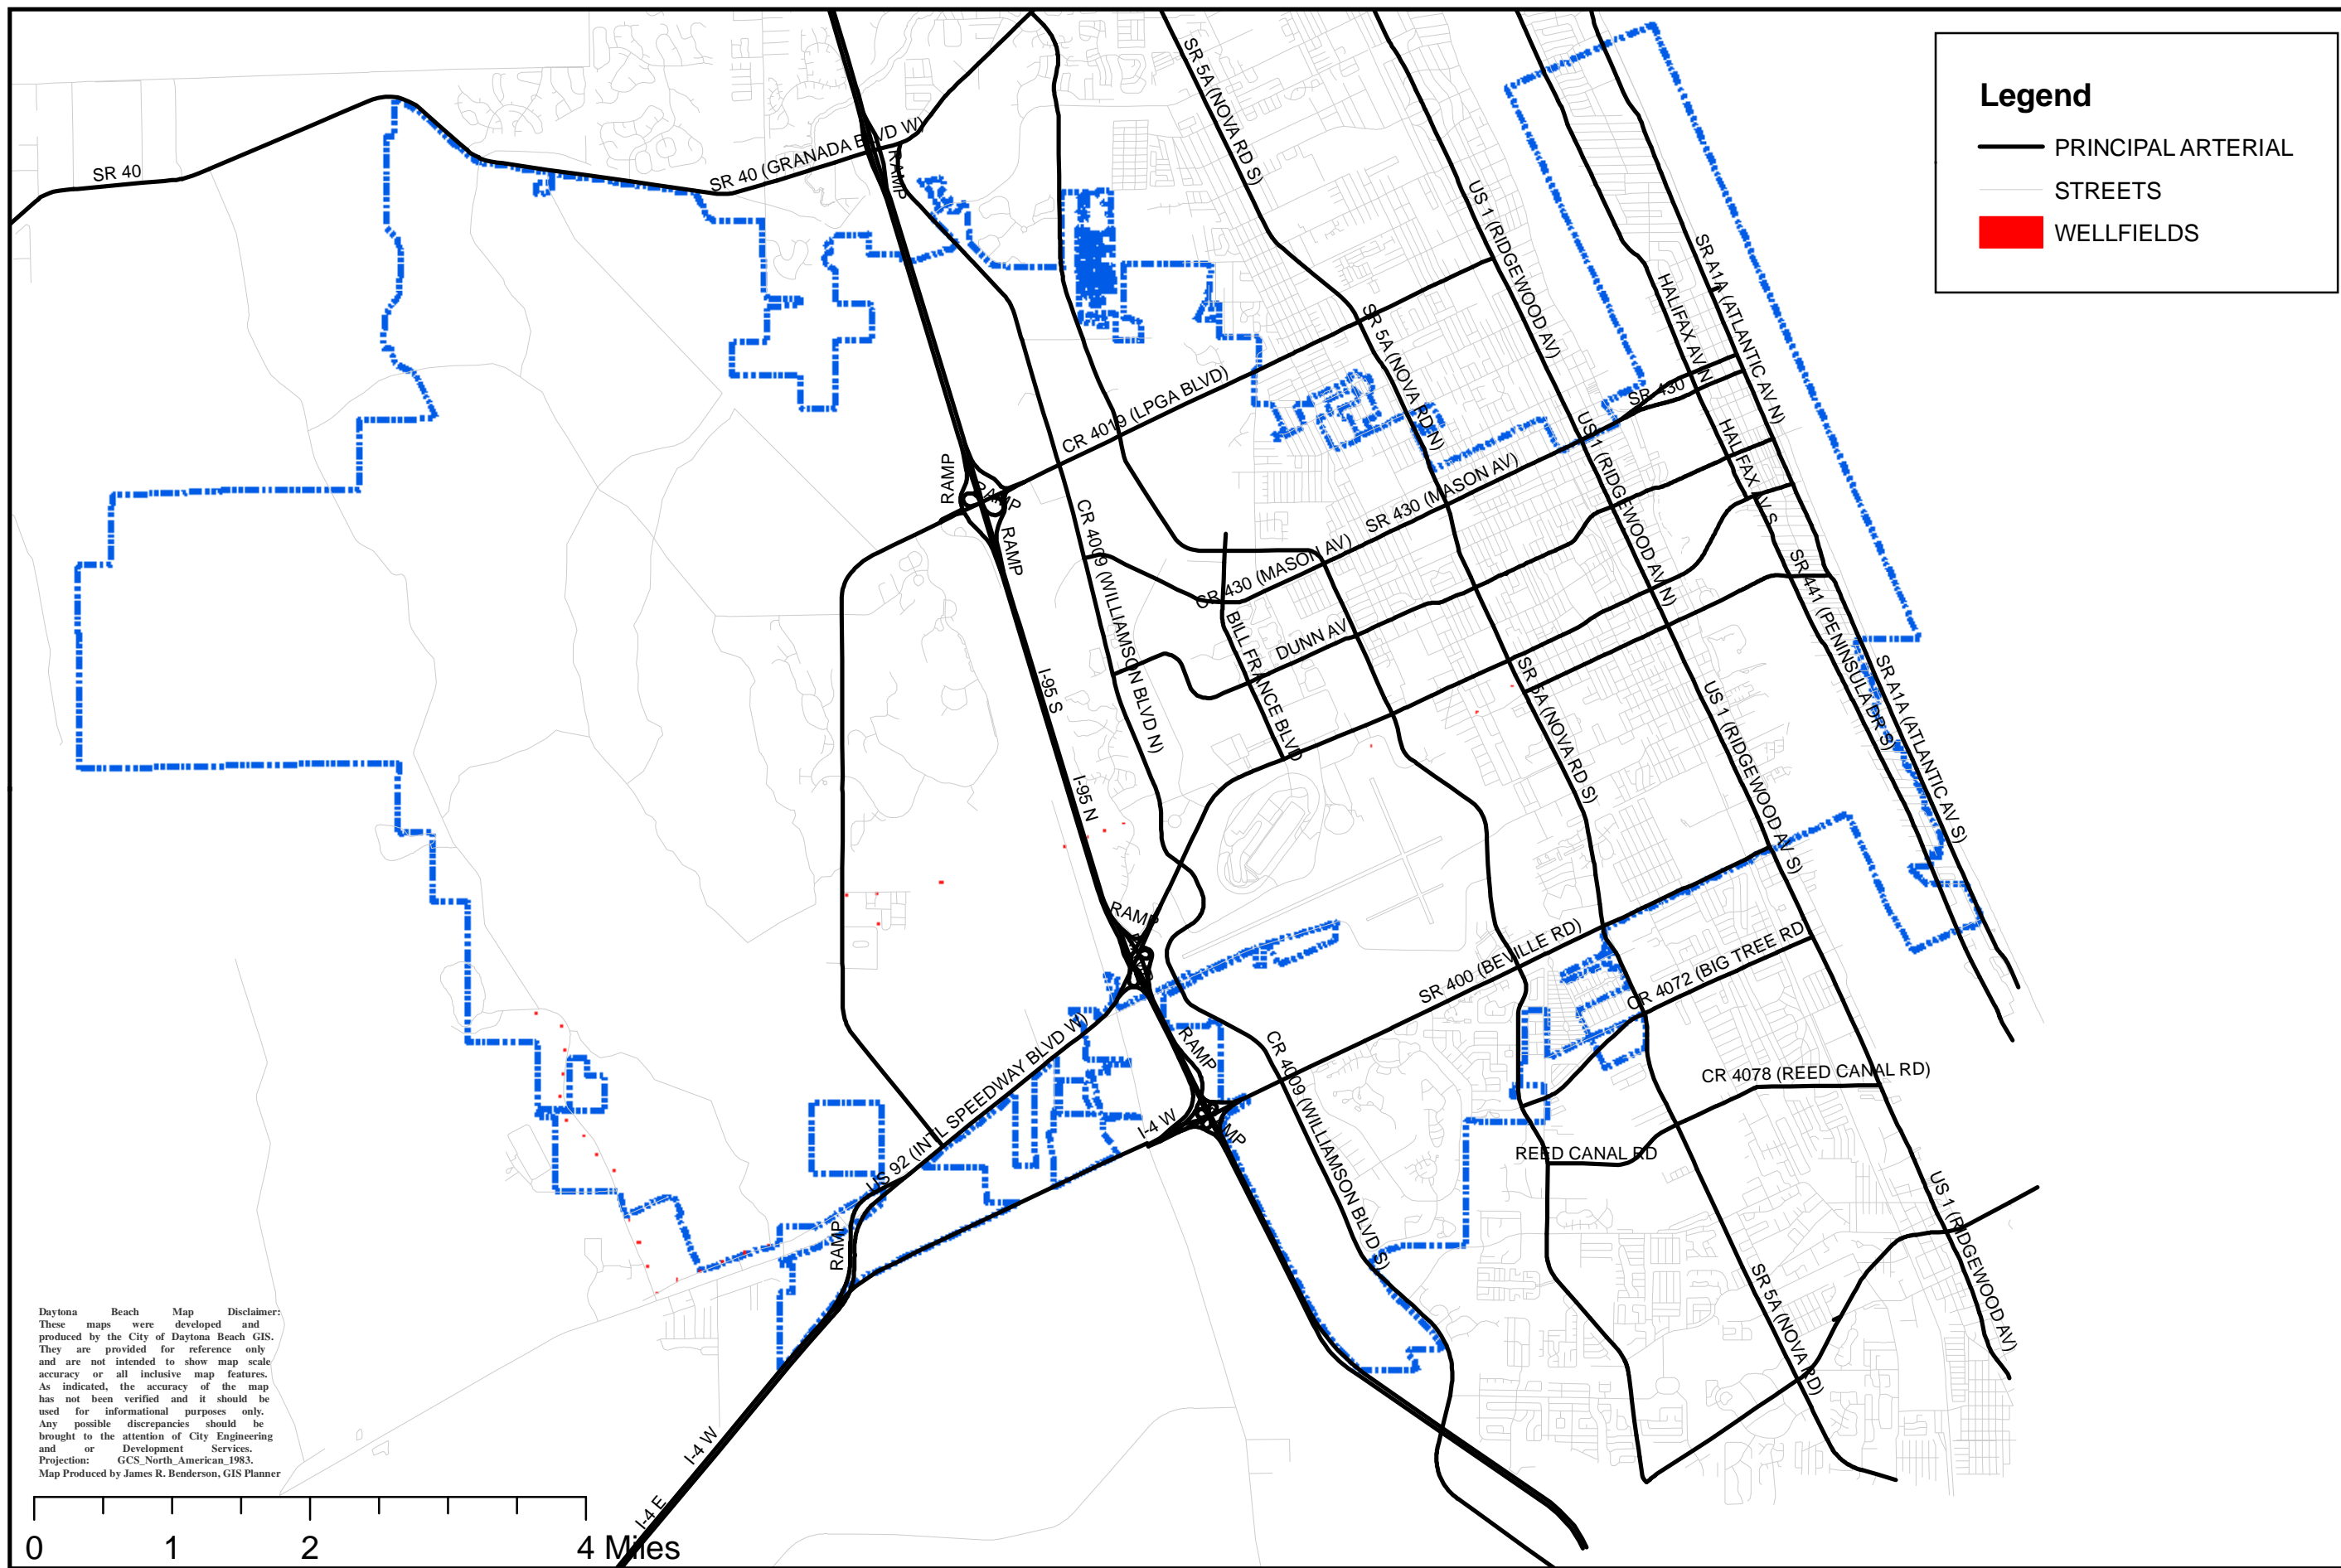 Legend
PRINCIPAL ARTERIAL
STREETS
WELLFIELDS
SR 40
SR 40 (GRANADA BLVD W)
RAMP
SR 5A (NOVA RD S)
US 1 (RIDGEWOOD AV)
SR A1A (ATLANTIC AV N)
HALIFAX AV N
SR 5A (NOVA RD N)
CR 4019 (LPGA BLVD)
SR 430
HALIFAX AV S
US 1 (RIDGEWOOD AV N)
SR 430 (MASON AV)
RAMP
RAMP
RAMP
CR 4009 (WILLIAMSON BLVD N)
CR 430 (MASON AV)
SR 441 (PENINSULA DR S)
BILL FRANCE BLVD
DUNN AV
I-95 S
SR 5A (NOVA RD S)
US 1 (RIDGEWOOD AV S)
SR A1A (ATLANTIC AV S)
I-95 N
RAMP
RAMP
SR 400 (BEVILLE RD)
CR 4072 (BIG TREE RD)
US 92 (INTL SPEEDWAY BLVD W)
RAMP
CR 4009 (WILLIAMSON BLVD S)
I-4 W
RAMP
CR 4078 (REED CANAL RD)
REED CANAL RD
US 1 (RIDGEWOOD AV)
RAMP
SR 5A (NOVA RD)
I-4 W
I-4 E
Daytona Beach Map Disclaimer:
These maps were developed and
produced by the City of Daytona Beach GIS.
They are provided for reference only
and are not intended to show map scale
accuracy or all inclusive map features.
As indicated, the accuracy of the map
has not been verified and it should be
used for informational purposes only.
Any possible discrepancies should be
brought to the attention of City Engineering
and or Development Services.
Projection: GCS_North_American_1983.
Map Produced by James R. Benderson, GIS Planner
0 1 2 4 Miles